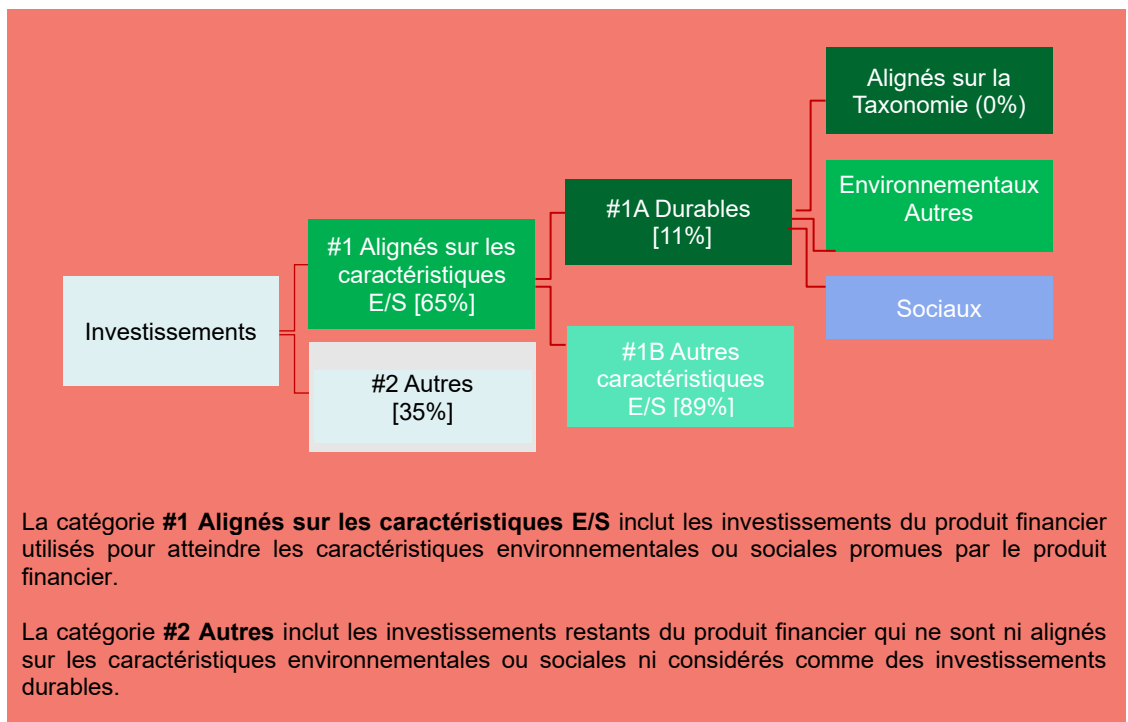 Alignés sur la
Taxonomie (0%)
Environnementaux
Autres
#1A Durables
[11%]
#1 Alignés sur les
caractéristiques
E/S [65%]
Sociaux
Investissements
#1B Autres
caractéristiques
E/S [89%]
#2 Autres
[35%]
La catégorie #1 Alignés sur les caractéristiques E/S inclut les investissements du produit financier
utilisés pour atteindre les caractéristiques environnementales ou sociales promues par le produit
financier.
La catégorie #2 Autres inclut les investissements restants du produit financier qui ne sont ni alignés
sur les caractéristiques environnementales ou sociales ni considérés comme des investissements
durables.